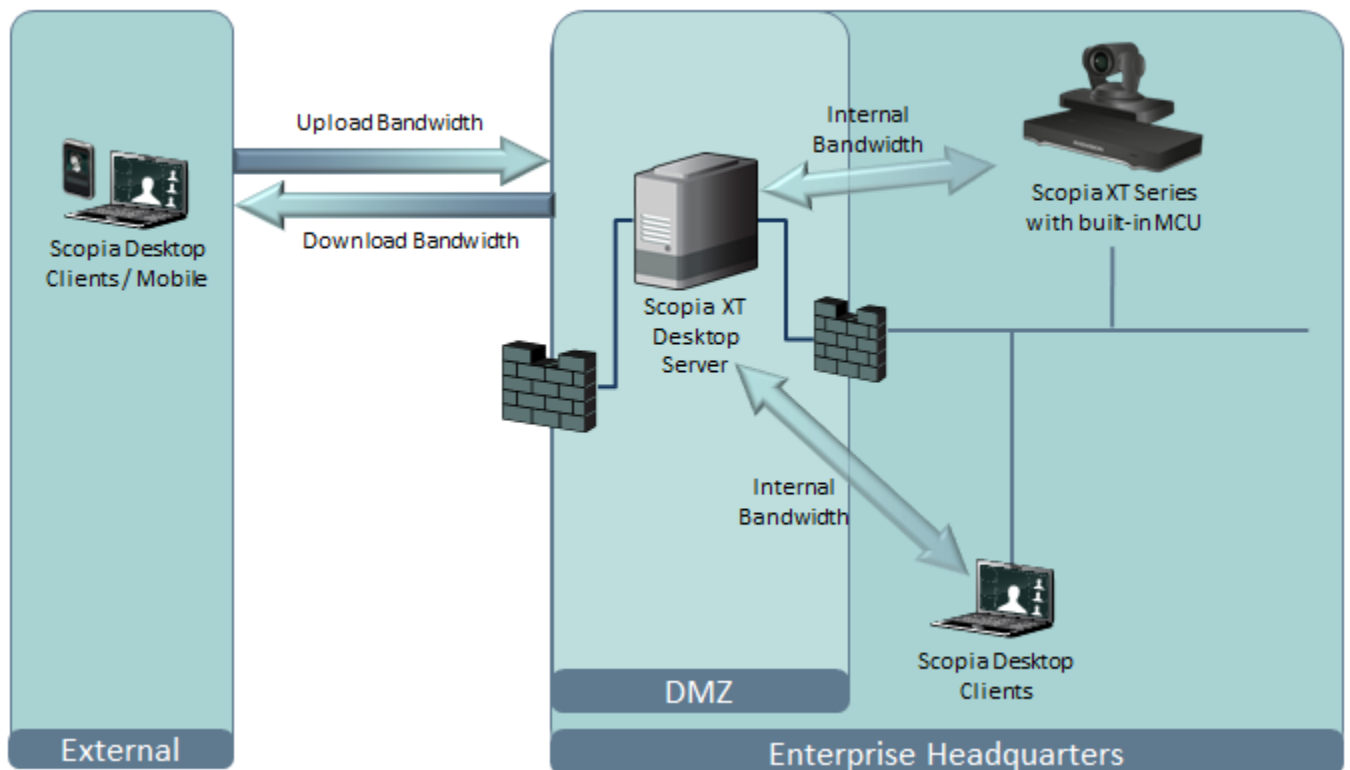 Upload Bandwidth
Download Bandwidth
Scopia Desktop
Clients / Mobile
External
Internal
Bandwidth
Scopia XT Series
with built-in MCU
Scopia XT
Desktop
Server
Internal
Bandwidth
Scopia Desktop
Clients
DMZ
Enterprise Headquarters